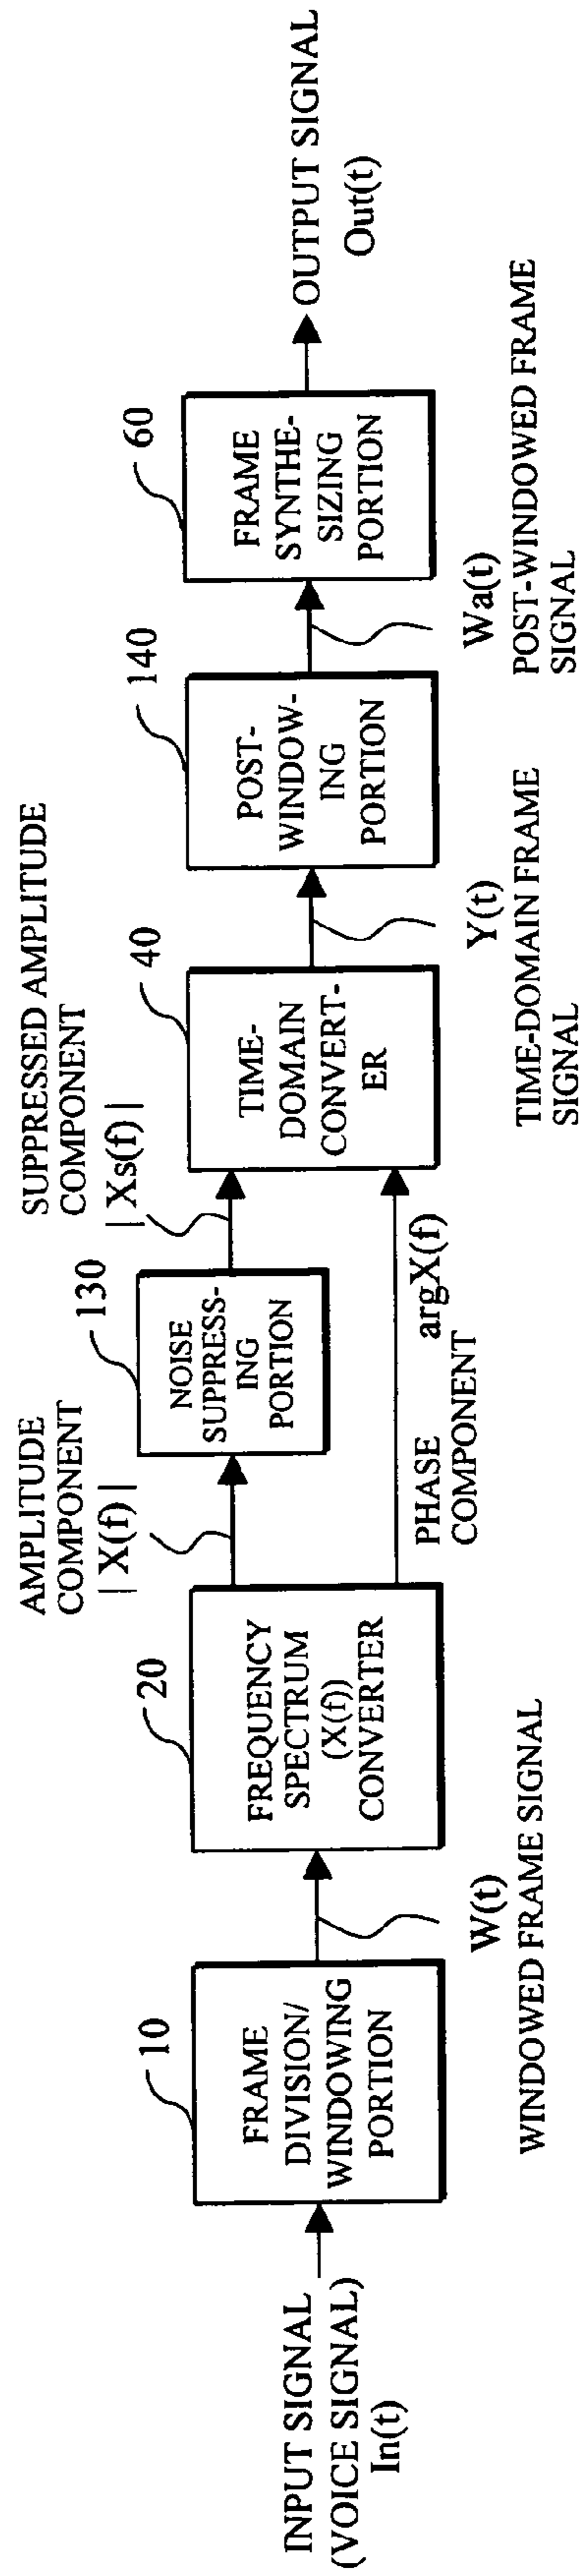 INPUT SIGNAL
(VOICE SIGNAL)
In(t)
10
FRAME
DIVISION/
WINDOWING
PORTION
W(t)
WINDOWED FRAME SIGNAL
20
FREQUENCY
SPECTRUM
(X(f))
CONVERTER
AMPLITUDE
COMPONENT
| X(f) |
PHASE
COMPONENT
argX(f)
130
NOISE
SUPPRESS-
ING
PORTION
SUPPRESSED AMPLITUDE
COMPONENT
| Xs(f) |
40
TIME-
DOMAIN
CONVERT-
ER
Y(t)
TIME-DOMAIN FRAME
SIGNAL
140
POST-
WINDOW-
ING
PORTION
Wa(t)
POST-WINDOWED FRAME
SIGNAL
60
FRAME
SYNTHE-
SIZING
PORTION
OUTPUT SIGNAL
Out(t)